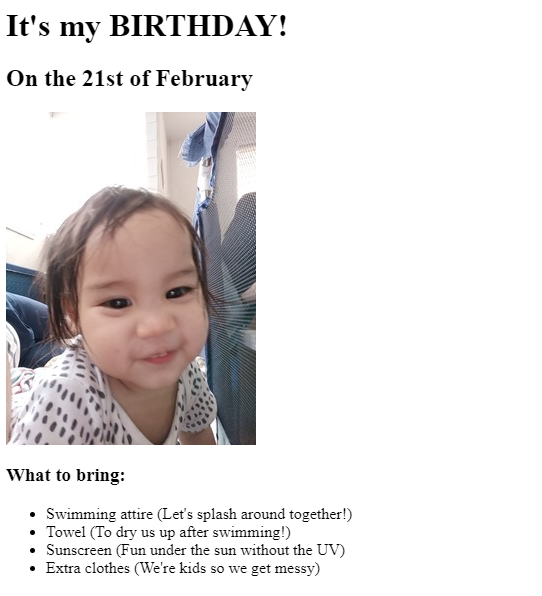 It's my BIRTHDAY!
On the 21st of February
What to bring:
Swimming attire (Let's splash around together!)
Towel (To dry us up after swimming!)
Sunscreen (Fun under the sun without the UV)
Extra clothes (We're kids so we get messy)